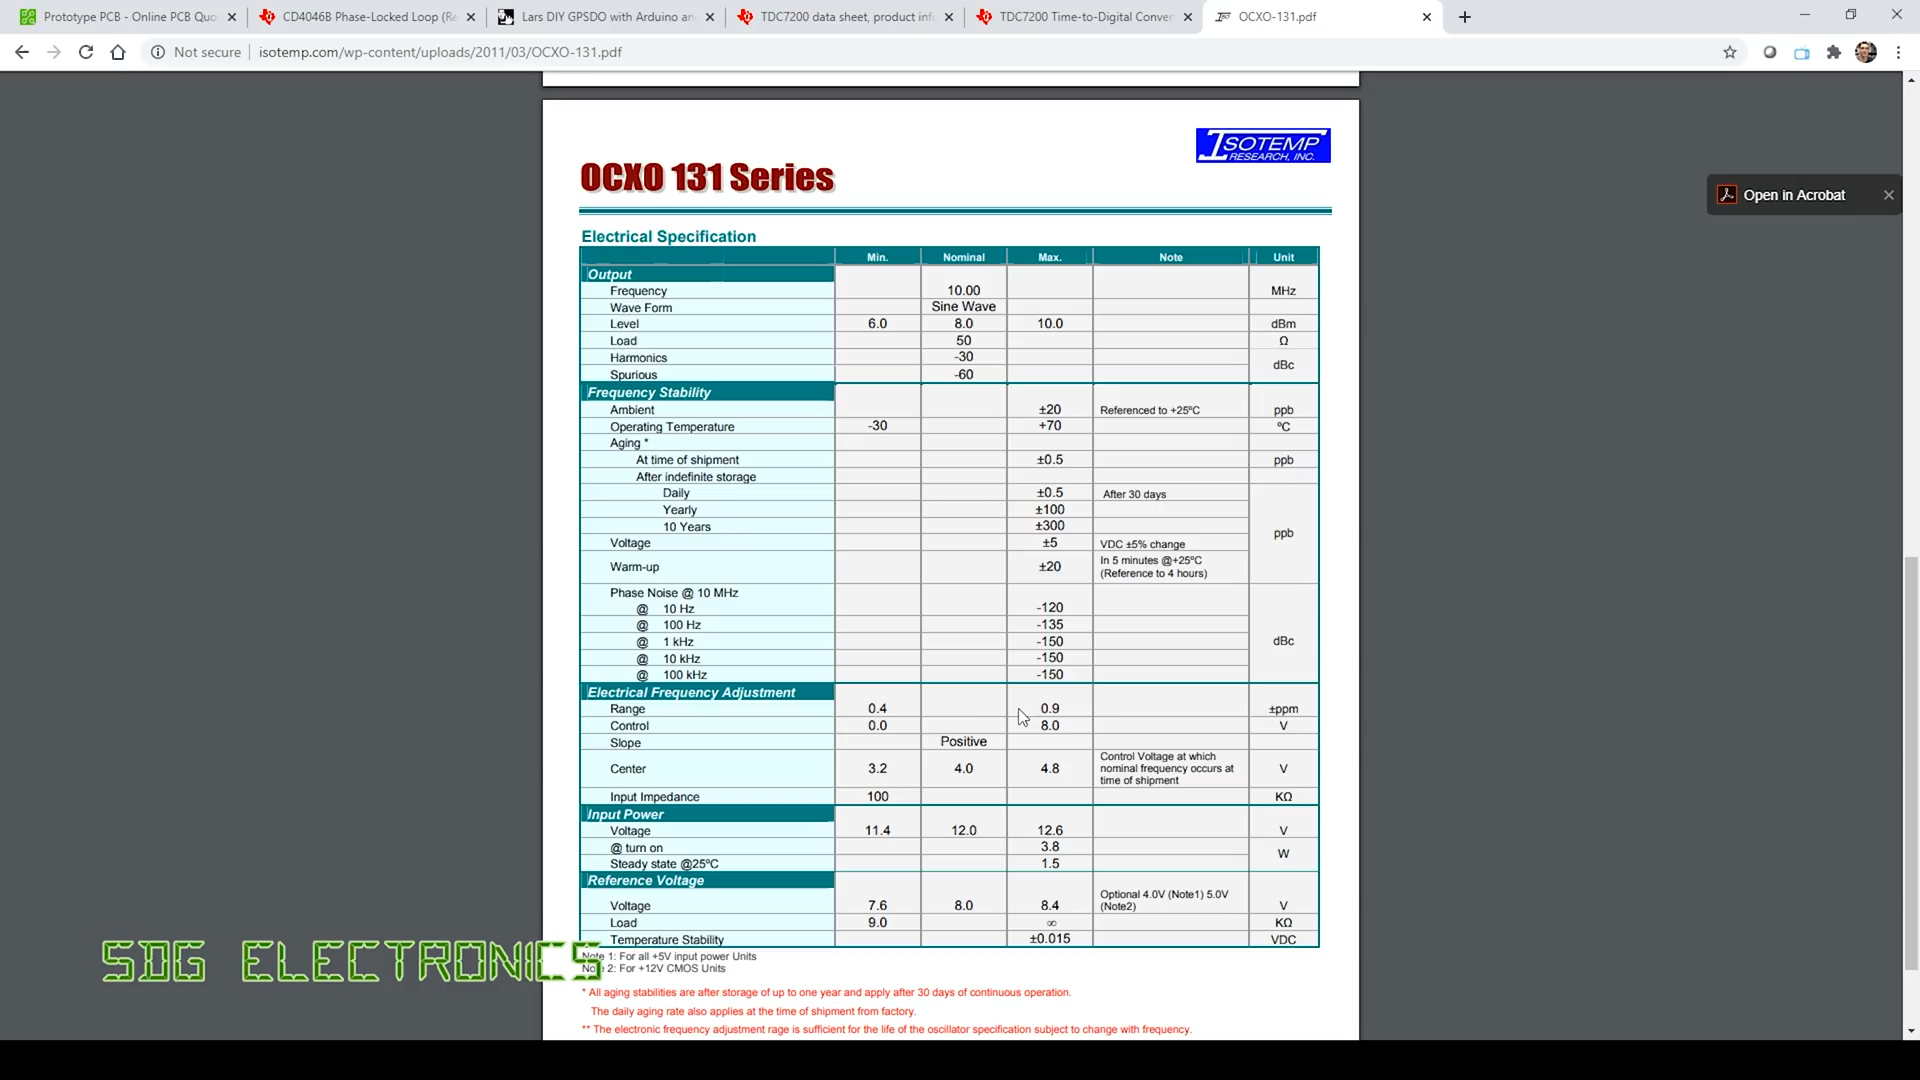 Prototype PCB - Online PCB Quo
CD4046B Phase-Locked Loop (Re
Lars DIY GPSDO with Arduino an
TDC7200 data sheet, product info
TDC7200 Time-to-Digital Conver
OCXO-131.pdf
Not secure isotemp.com/wp-content/uploads/2011/03/OCXO-131.pdf
ISOTEMP
RESEARCH, INC.
OCXO 131 Series
Open in Acrobat
Electrical Specification
Min. Nominal Max. Note Unit
Output
Frequency 10.00 MHz
Wave Form Sine Wave
Level 6.0 8.0 10.0 dBm
Load 50 Ω
Harmonics -30 dBc
Spurious -60
Frequency Stability
Ambient ±20 Referenced to +25ºC ppb
Operating Temperature -30 +70 ºC
Aging *
At time of shipment ±0.5 ppb
After indefinite storage
Daily ±0.5 After 30 days
Yearly ±100
10 Years ±300 ppb
Voltage ±5 VDC ±5% change
Warm-up ±20 In 5 minutes @+25ºC
(Reference to 4 hours)
Phase Noise @ 10 MHz
@ 10 Hz -120
@ 100 Hz -135
@ 1 kHz -150 dBc
@ 10 kHz -150
@ 100 kHz -150
Electrical Frequency Adjustment
Range 0.4 0.9 ±ppm
Control 0.0 8.0 V
Slope Positive
Center 3.2 4.0 4.8 Control Voltage at which
nominal frequency occurs at
time of shipment V
Input Impedance 100 KΩ
Input Power
Voltage 11.4 12.0 12.6 V
@ turn on 3.8 W
Steady state @25ºC 1.5
Reference Voltage
Voltage 7.6 8.0 8.4 Optional 4.0V (Note1) 5.0V
(Note2) V
Load 9.0 ∞ KΩ
Temperature Stability ±0.015 VDC
Note 1: For all +5V input power Units
Note 2: For +12V CMOS Units
SDG ELECTRONICS
* All aging stabilities are after storage of up to one year and apply after 30 days of continuous operation.
The daily aging rate also applies at the time of shipment from factory.
** The electronic frequency adjustment rage is sufficient for the life of the oscillator specification subject to change with frequency.